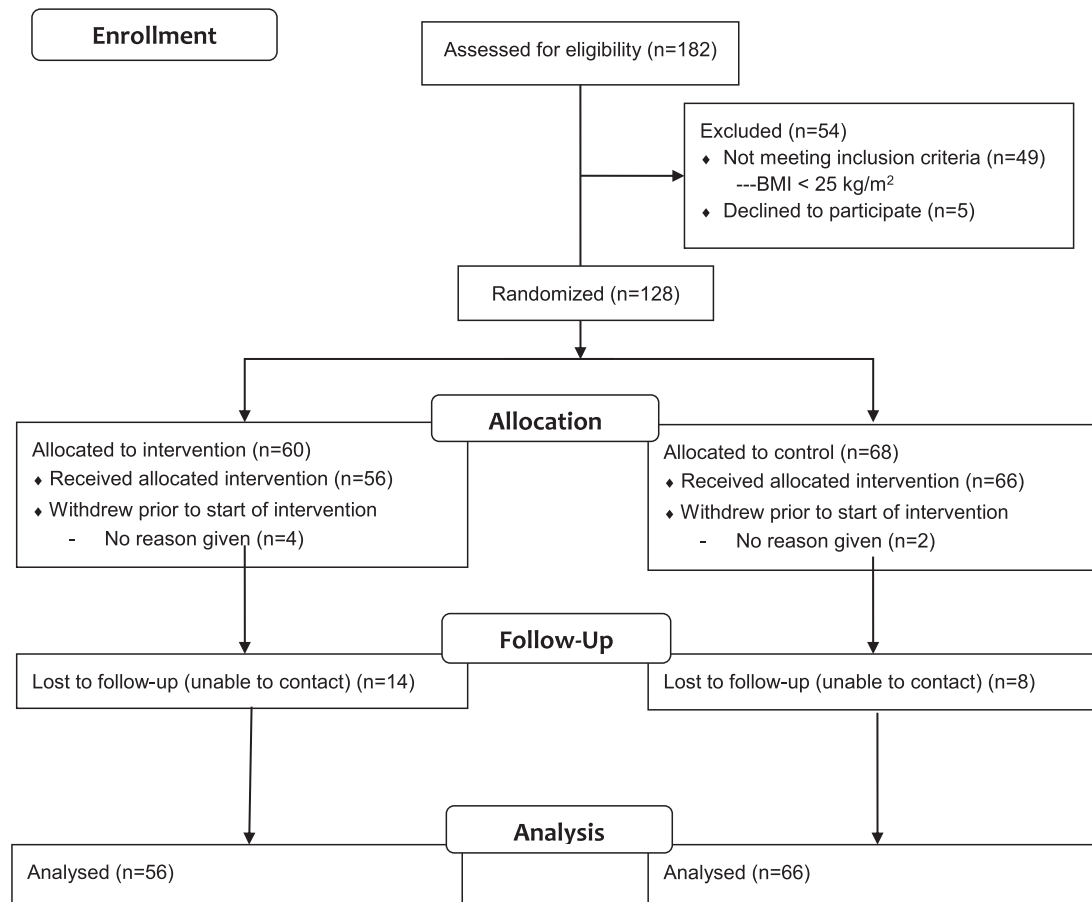 Enrollment
Assessed for eligibility (n=182)
Excluded (n=54)
♦ Not meeting inclusion criteria (n=49)
---BMI < 25 kg/m²
♦ Declined to participate (n=5)
Randomized (n=128)
Allocation
Allocated to intervention (n=60)
♦ Received allocated intervention (n=56)
♦ Withdrew prior to start of intervention
- No reason given (n=4)
Allocated to control (n=68)
♦ Received allocated intervention (n=66)
♦ Withdrew prior to start of intervention
- No reason given (n=2)
Follow-Up
Lost to follow-up (unable to contact) (n=14)
Lost to follow-up (unable to contact) (n=8)
Analysis
Analysed (n=56)
Analysed (n=66)